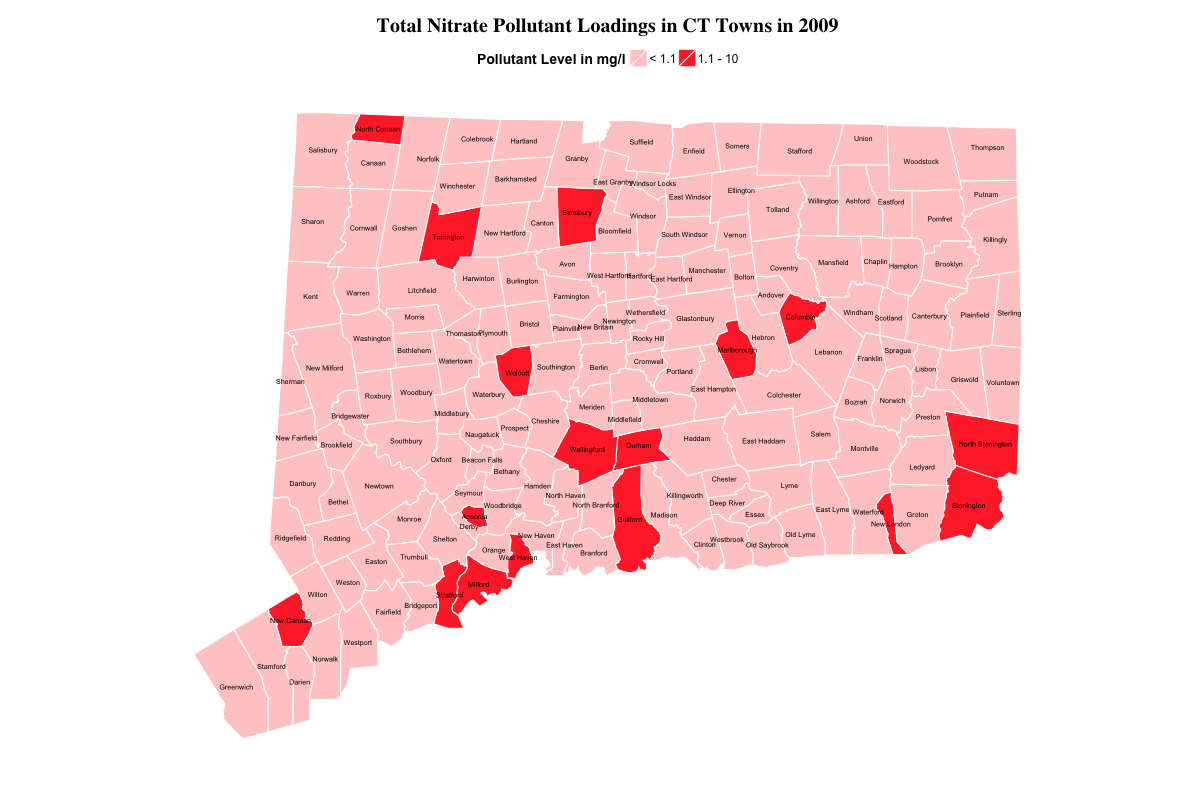 Total Nitrate Pollutant Loadings in CT Towns in 2009
Pollutant Level in mg/l < 1.1 1.1 - 10
North Canaan
Salisbury
Canaan
Norfolk
Colebrook
Hartland
Granby
Suffield
Enfield
Somers
Stafford
Union
Woodstock
Thompson
Winchester
Barkhamsted
East Granby
Windsor Locks
East Windsor
Ellington
Tolland
Willington
Ashford
Eastford
Putnam
Pomfret
Sharon
Cornwall
Goshen
Torrington
New Hartford
Canton
Simsbury
Bloomfield
Windsor
South Windsor
Vernon
Killingly
Kent
Warren
Litchfield
Harwinton
Burlington
Avon
West Hartford
Hartford
East Hartford
Manchester
Bolton
Coventry
Mansfield
Chaplin
Hampton
Brooklyn
Morris
Farmington
Andover
Columbia
Windham
Scotland
Canterbury
Plainfield
Sterling
Washington
Bethlehem
Thomaston
Plymouth
Bristol
Plainville
New Britain
Newington
Wethersfield
Rocky Hill
Glastonbury
Marlborough
Hebron
Lebanon
Franklin
Sprague
Lisbon
Griswold
Voluntown
New Milford
Sherman
Roxbury
Woodbury
Watertown
Waterbury
Wolcott
Southington
Berlin
Cromwell
Portland
East Hampton
Colchester
Bozrah
Norwich
Preston
North Stonington
Bridgewater
Middlebury
Naugatuck
Prospect
Cheshire
Meriden
Middletown
Middlefield
New Fairfield
Brookfield
Southbury
Oxford
Beacon Falls
Bethany
Wallingford
Durham
Haddam
East Haddam
Salem
Montville
Ledyard
Danbury
Bethel
Newtown
Seymour
Woodbridge
Hamden
North Haven
North Branford
Guilford
Madison
Killingworth
Chester
Deep River
Essex
Lyme
East Lyme
Waterford
New London
Groton
Stonington
Ridgefield
Redding
Monroe
Ansonia
Derby
Shelton
Orange
New Haven
West Haven
East Haven
Branford
Clinton
Westbrook
Old Saybrook
Old Lyme
Easton
Trumbull
Milford
Stratford
Bridgeport
Fairfield
Weston
Wilton
New Canaan
Westport
Norwalk
Stamford
Darien
Greenwich